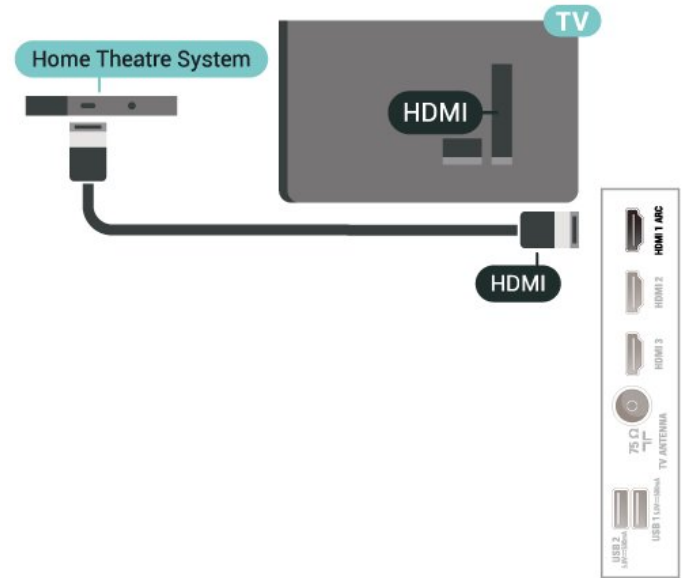 TV
Home Theatre System
HDMI
HDMI
HDMI 1 ARC
HDMI 2
HDMI 3
75 Ω
TV ANTENNA
USB 1
USB 2